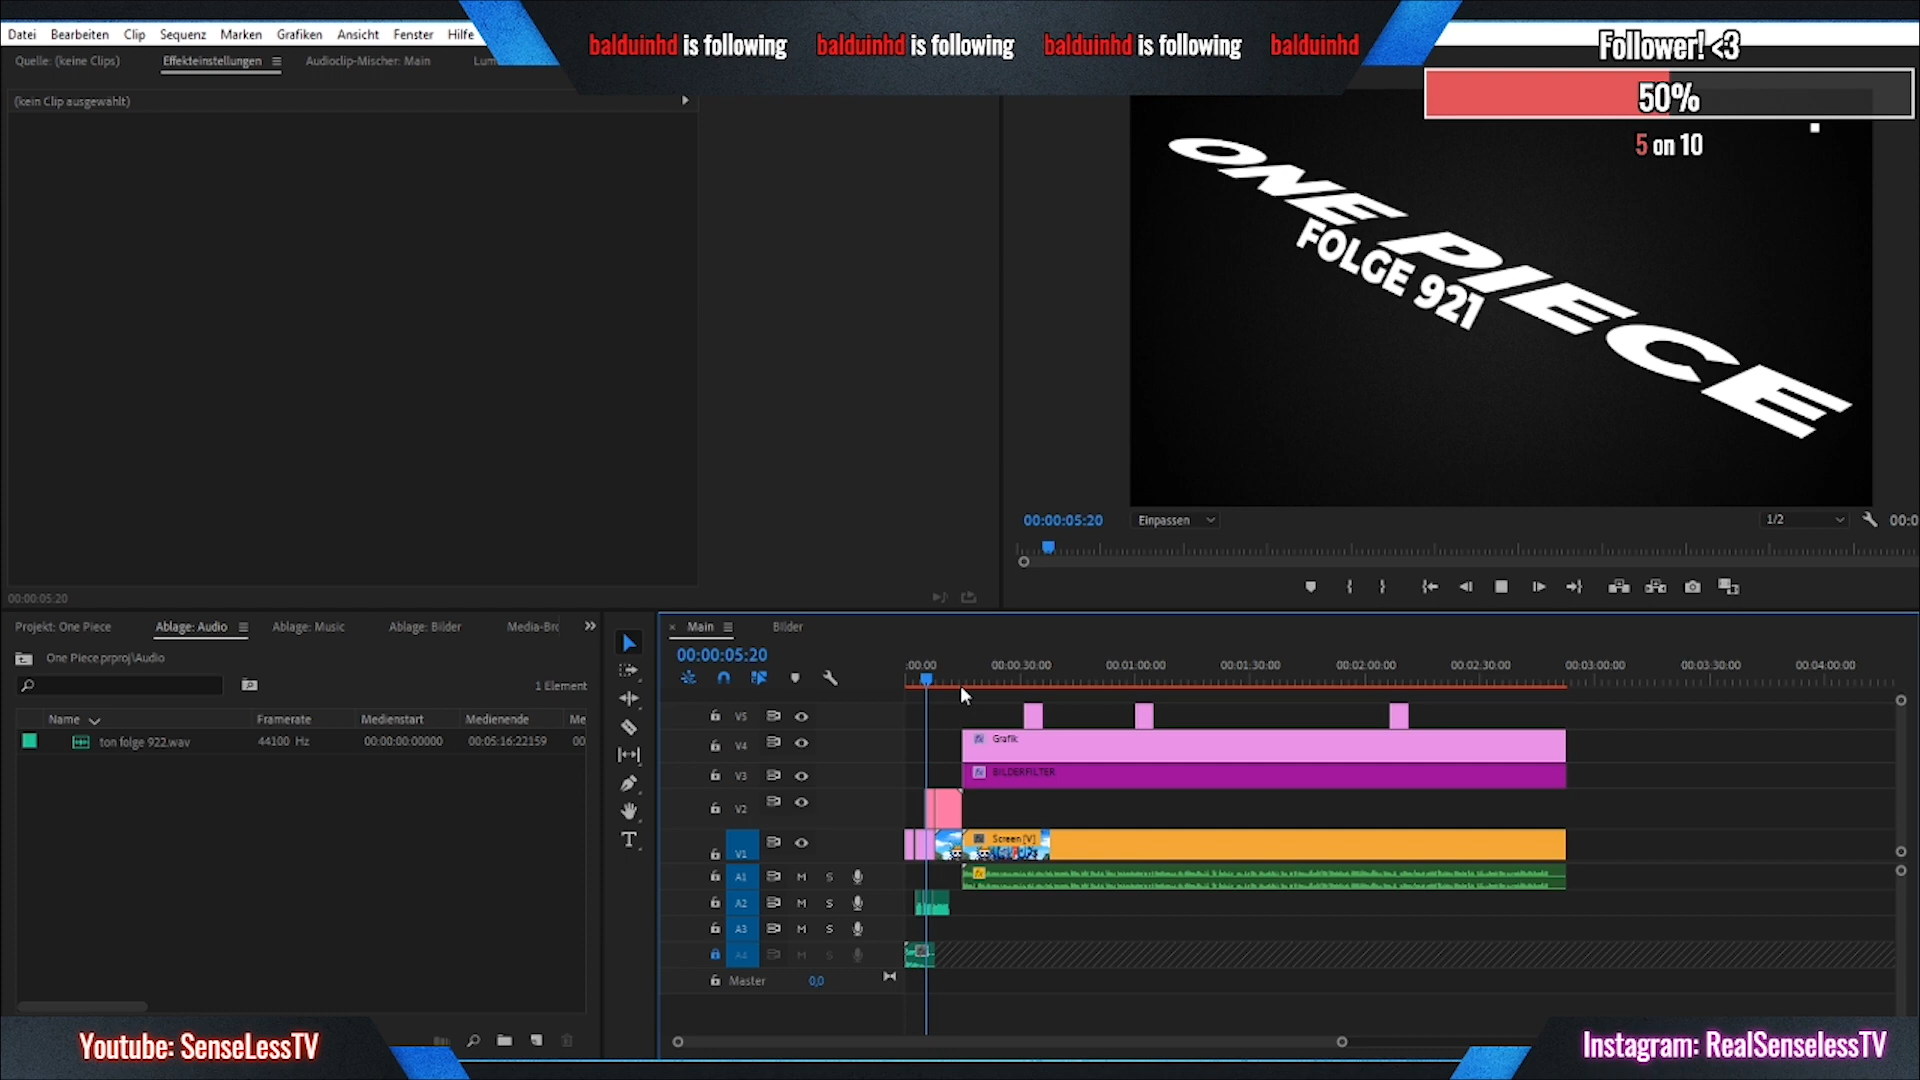 Datei Bearbeiten Clip Sequenz Marken Grafiken Ansicht Fenster Hilfe
balduinhd is following balduinhd is following balduinhd is following balduinhd
Follower! <3
50%
5 on 10
Quelle: (keine Clips) Effekteinstellungen Audioclip-Mischer: Main Lum
(kein Clip ausgewählt)
ONE PIECE
FOLGE 921
00:00:05:20 Einpassen 1/2 00:0
00:00:05:20
Projekt: One Piece Ablage: Audio Ablage: Music Ablage: Bilder Media-Bro
One Piece.prproj\Audio
1 Element
Name Framerate Medienstart Medienende Me
ton folge 922.wav 44100 Hz 00:00:00:00000 00:05:16:22159 00
Main Bilder
00:00:05:20
:00:00 00:00:30:00 00:01:00:00 00:01:30:00 00:02:00:00 00:02:30:00 00:03:00:00 00:03:30:00 00:04:00:00
V5
V4 Grafik
V3 BILDERFILTER
V2
V1 Screen [V]
A1 M S
A2 M S
A3 M S
A4 M S
Master 0,0
Youtube: SenseLessTV
Instagram: RealSenselessTV